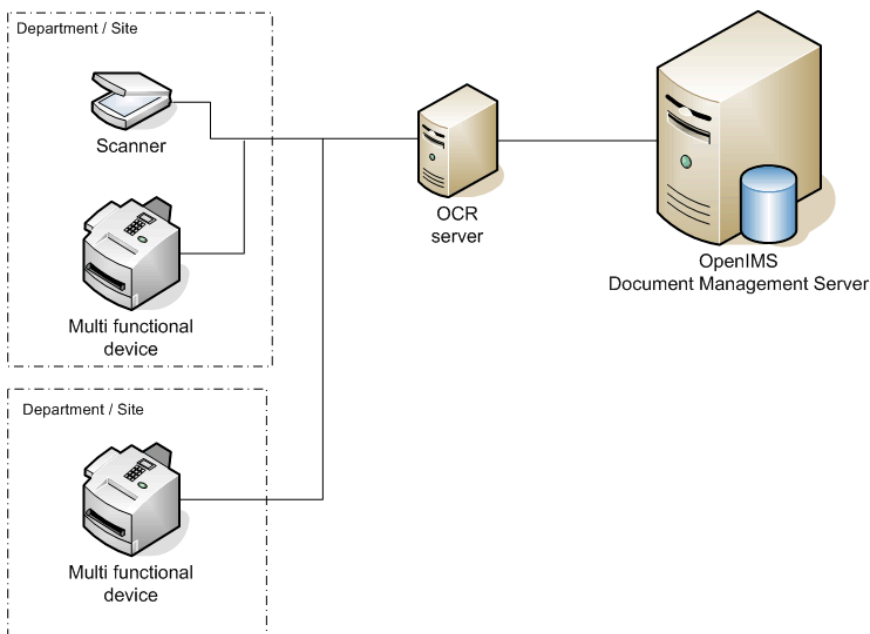 Department / Site
Scanner
Multi functional
device
OCR
server
OpenIMS
Document Management Server
Department / Site
Multi functional
device